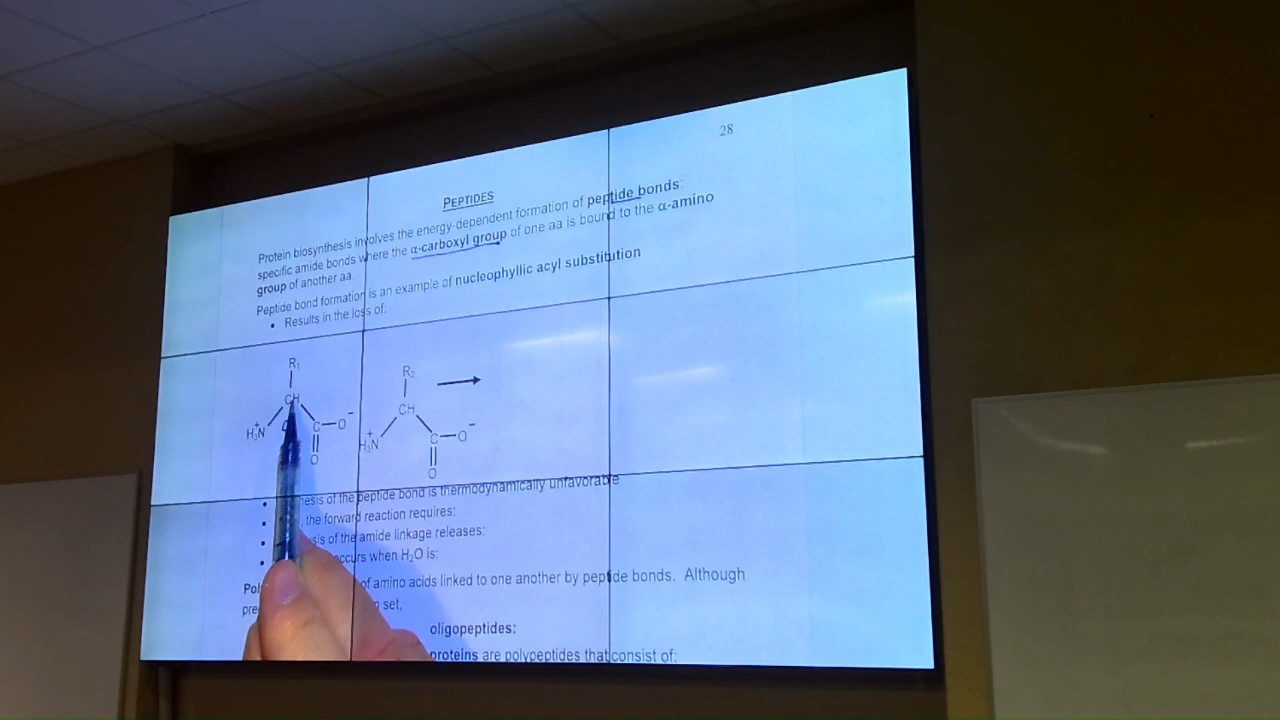 28
PEPTIDES
Protein biosynthesis involves the energy-dependent formation of peptide bonds:
specific amide bonds where the α-carboxyl group of one aa is bound to the α-amino
group of another aa.
Peptide bond formation is an example of nucleophyllic acyl substitution
• Results in the loss of:
R₁
R₂
CH
CH
H₃N⁺
C—O⁻
H₃N⁺
C—O⁻
O
O
of the peptide bond is thermodynamically unfavorable
the forward reaction requires:
of the amide linkage releases:
occurs when H₂O is:
of amino acids linked to one another by peptide bonds. Although
set,
oligopeptides:
proteins are polypeptides that consist of: